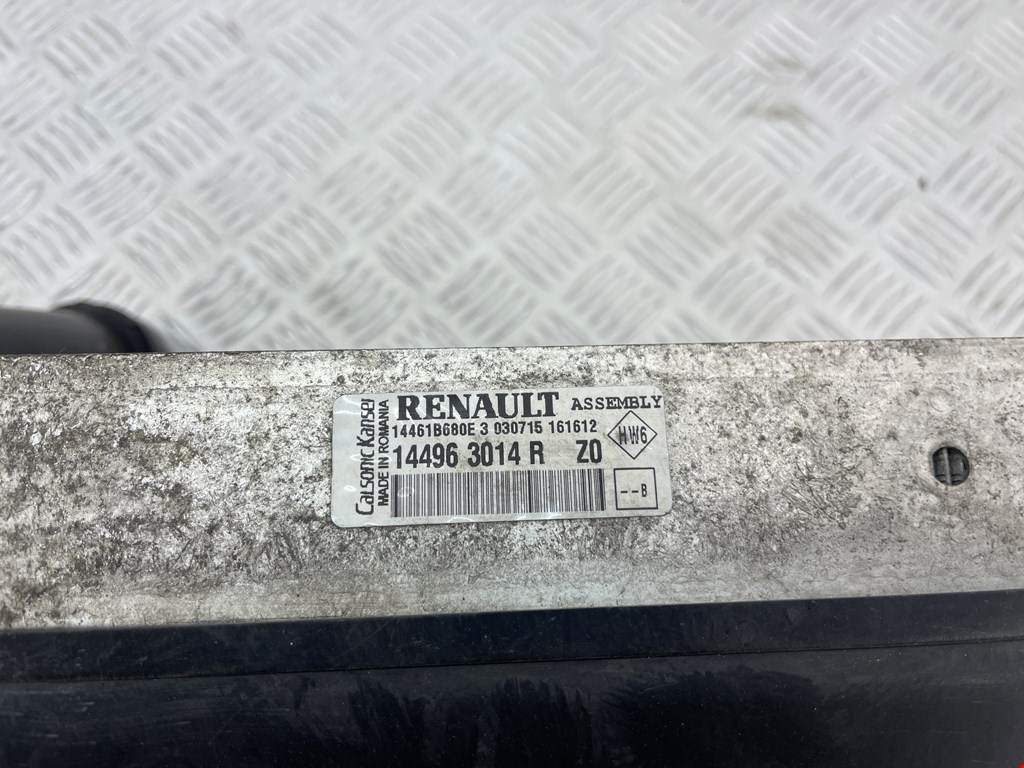 Calsonic Kansei
MADE IN ROMANIA
RENAULT ASSEMBLY
14461B680E 3 030715 161612
HW6
14496 3014 R Z0
--B